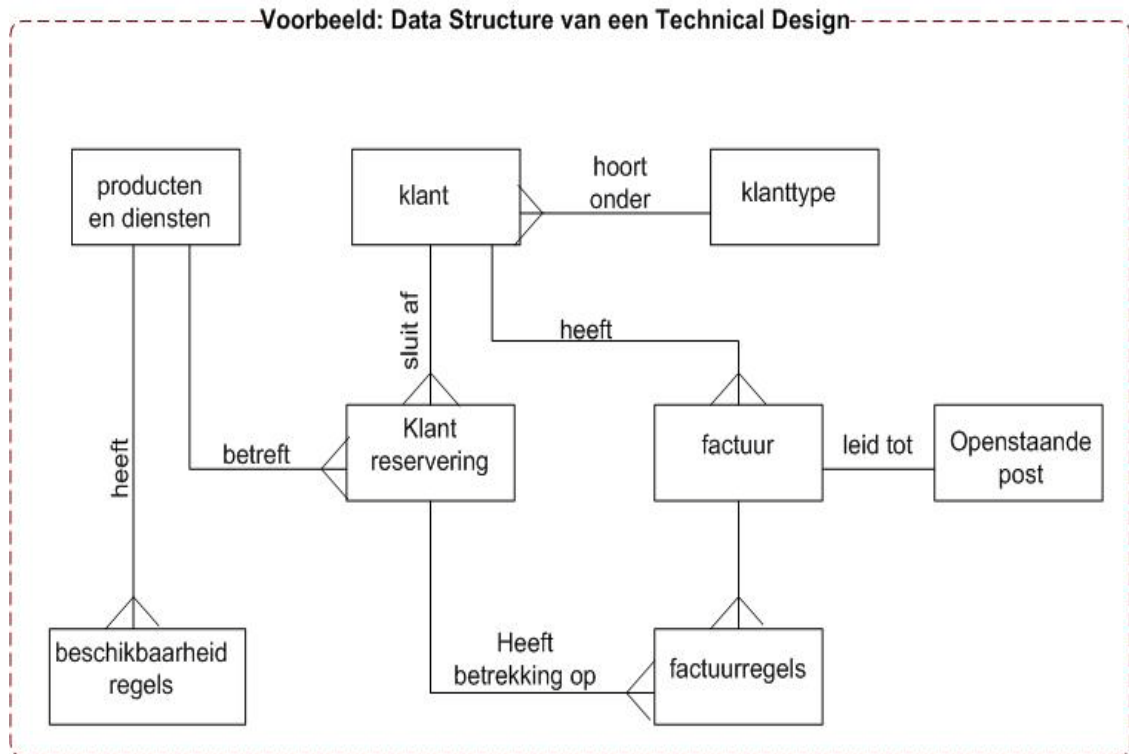 Voorbeeld: Data Structure van een Technical Design
producten
en diensten
klant
hoort
onder
klanttype
sluit af
heeft
heeft
betreft
Klant
reservering
factuur
leid tot
Openstaande
post
beschikbaarheid
regels
Heeft
betrekking op
factuurregels